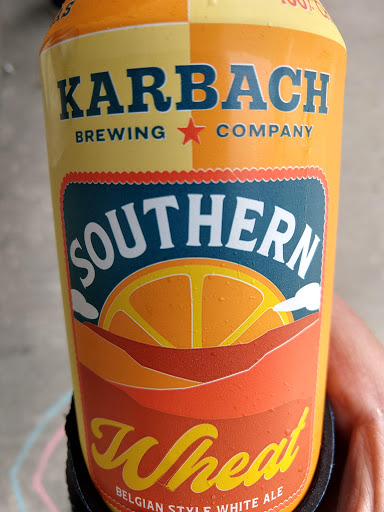 KARBACH
BREWING ★ COMPANY
SOUTHERN
Wheat
BELGIAN STYLE WHITE ALE